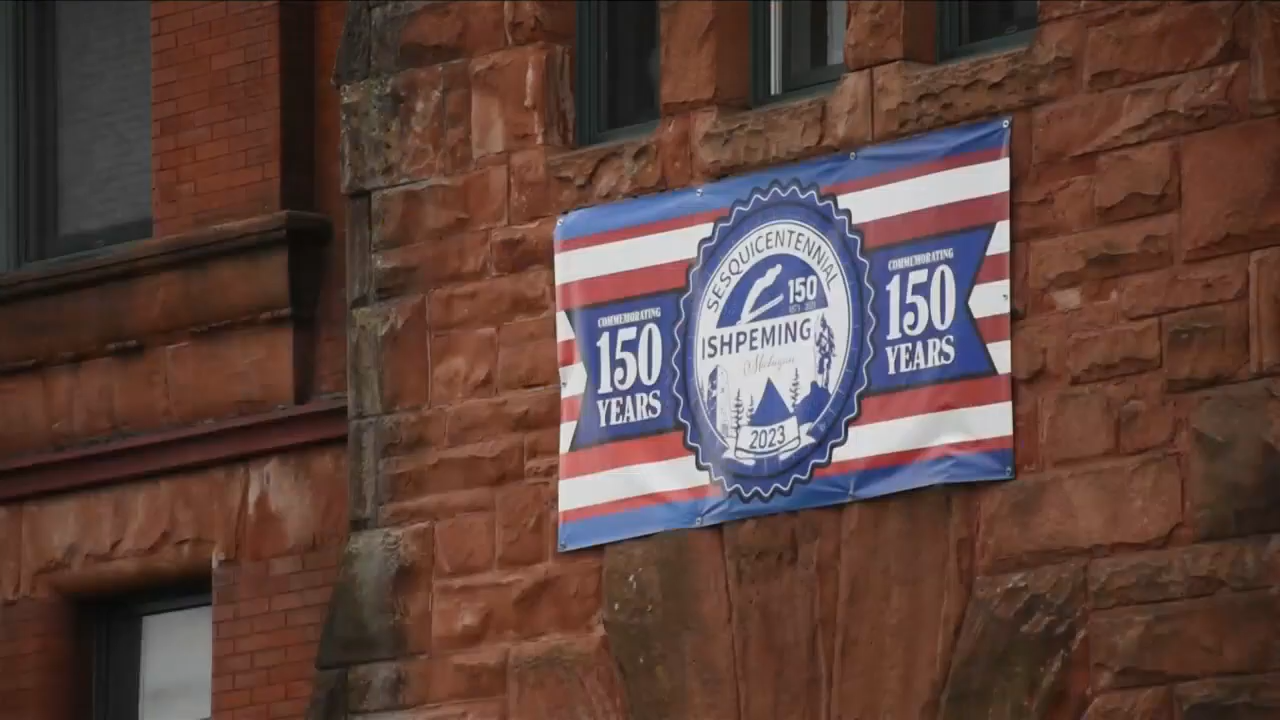 COMMEMORATING
150
YEARS
SESQUICENTENNIAL
150
ISHPEMING
Michigan
2023
COMMEMORATING
150
YEARS